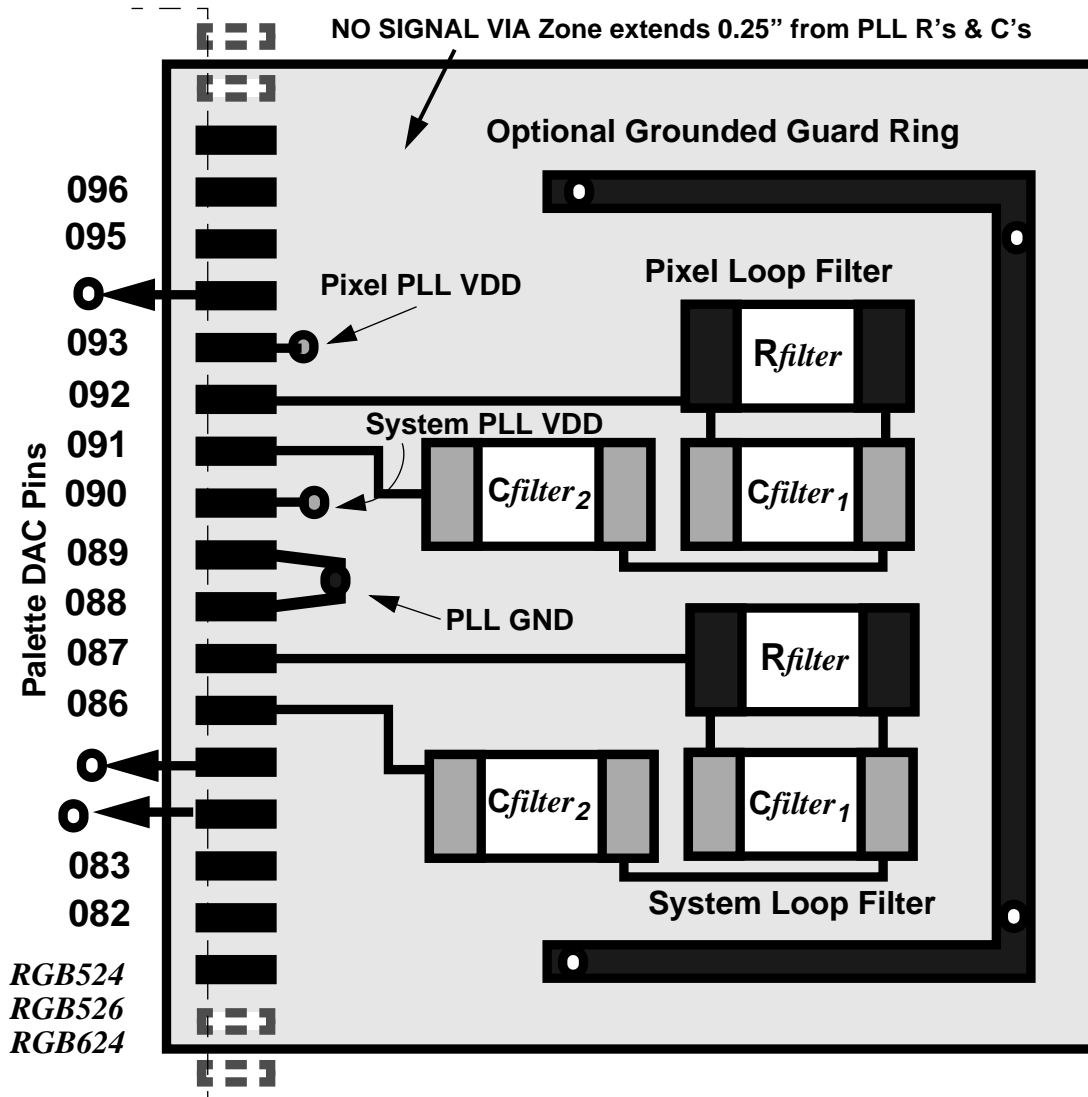 NO SIGNAL VIA Zone extends 0.25” from PLL R's & C's
Optional Grounded Guard Ring
096
095
Pixel Loop Filter
Pixel PLL VDD
093
Rfilter
092
System PLL VDD
091
090
Cfilter2
Cfilter1
089
088
PLL GND
087
Rfilter
086
Cfilter2
Cfilter1
083
082
System Loop Filter
Palette DAC Pins
RGB524
RGB526
RGB624